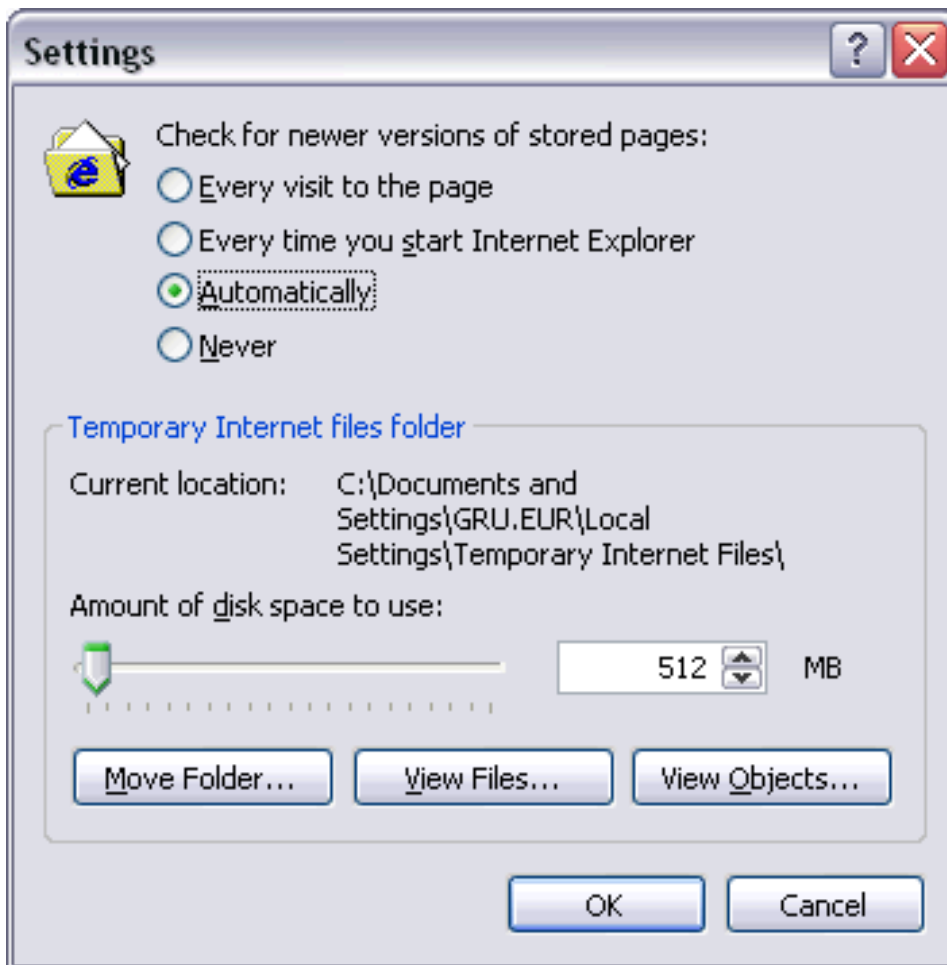 Settings
Check for newer versions of stored pages:
Every visit to the page
Every time you start Internet Explorer
Automatically
Never
Temporary Internet files folder
Current location: C:\Documents and
Settings\GRU.EUR\Local
Settings\Temporary Internet Files\
Amount of disk space to use:
512 MB
Move Folder... View Files... View Objects...
OK Cancel